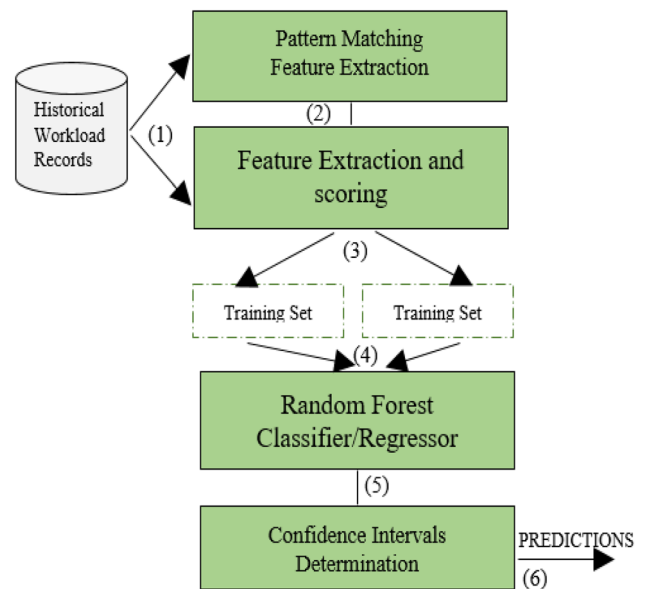 Pattern Matching
Feature Extraction
Historical
Workload
Records
(1)
(2)
Feature Extraction and
scoring
(3)
Training Set
Training Set
(4)
Random Forest
Classifier/Regressor
(5)
Confidence Intervals
Determination
PREDICTIONS
(6)